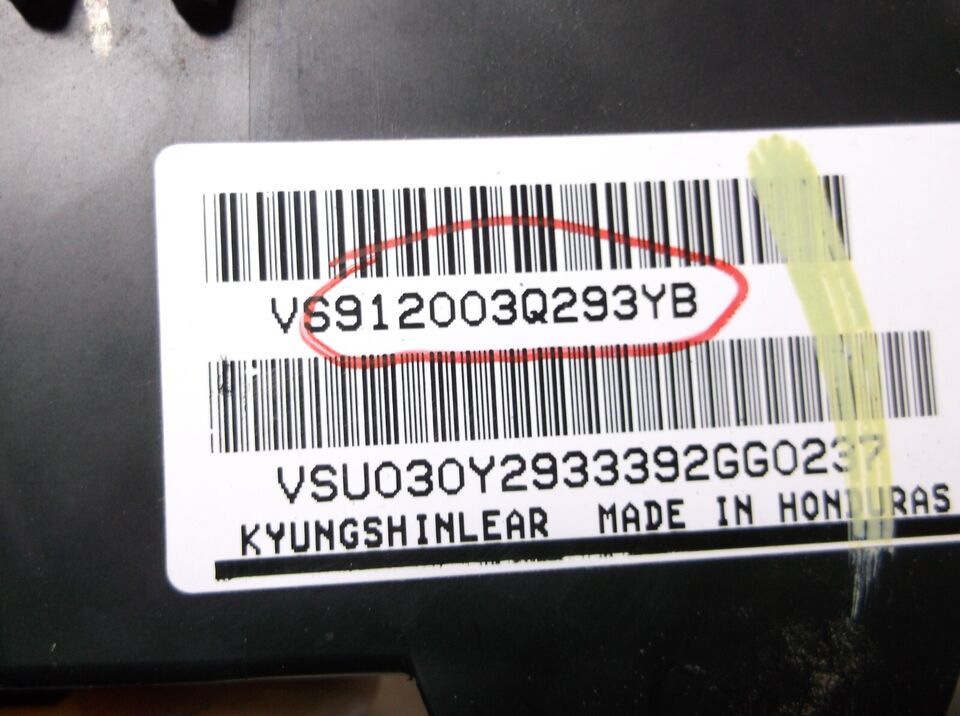 VS912003Q293YB
VSU030Y2933392GG0237
KYUNGSHINLEAR MADE IN HONDURAS